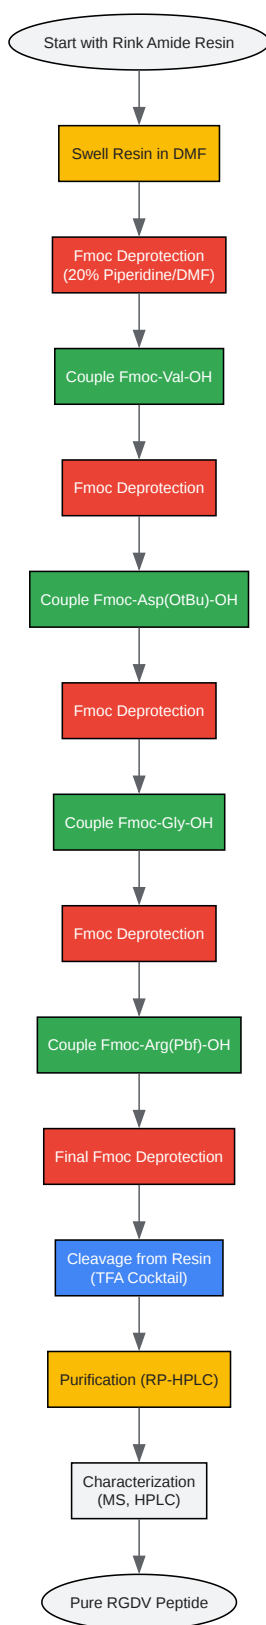 Start with Rink Amide Resin
Swell Resin in DMF
Fmoc Deprotection
(20% Piperidine/DMF)
Couple Fmoc-Val-OH
Fmoc Deprotection
Couple Fmoc-Asp(OtBu)-OH
Fmoc Deprotection
Couple Fmoc-Gly-OH
Fmoc Deprotection
Couple Fmoc-Arg(Pbf)-OH
Final Fmoc Deprotection
Cleavage from Resin
(TFA Cocktail)
Purification (RP-HPLC)
Characterization
(MS, HPLC)
Pure RGDV Peptide